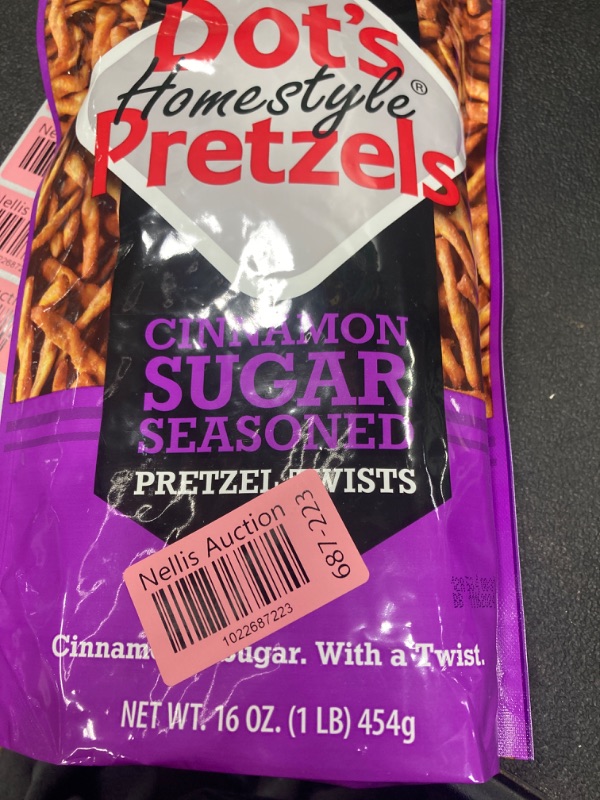 Dot's
Homestyle®
Pretzels
CINNAMON
SUGAR
SEASONED
PRETZEL TWISTS
Nellis Auction
687-223
1022687223
Sugar. With a Twist.
NET WT. 16 OZ. (1 LB) 454g